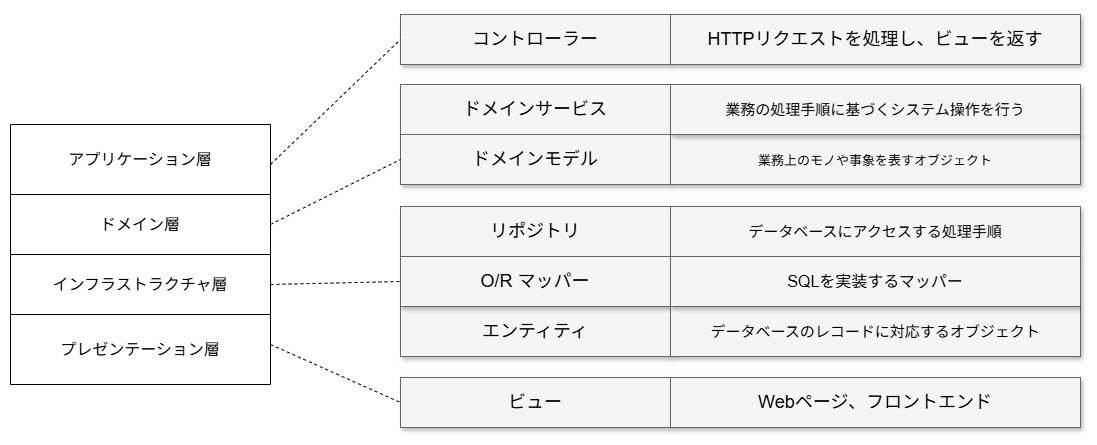 アプリケーション層
ドメイン層
インフラストラクチャ層
プレゼンテーション層
コントローラー
HTTPリクエストを処理し、ビューを返す
ドメインサービス
業務の処理手順に基づくシステム操作を行う
ドメインモデル
業務上のモノや事象を表すオブジェクト
リポジトリ
データベースにアクセスする処理手順
O/R マッパー
SQLを実装するマッパー
エンティティ
データベースのレコードに対応するオブジェクト
ビュー
Webページ、フロントエンド